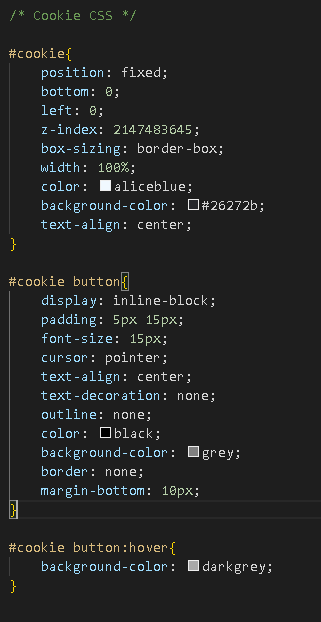 /* Cookie CSS */
#cookie{
position: fixed;
bottom: 0;
left: 0;
z-index: 2147483645;
box-sizing: border-box;
width: 100%;
color: aliceblue;
background-color: #26272b;
text-align: center;
}
#cookie button{
display: inline-block;
padding: 5px 15px;
font-size: 15px;
cursor: pointer;
text-align: center;
text-decoration: none;
outline: none;
color: black;
background-color: grey;
border: none;
margin-bottom: 10px;
}
#cookie button:hover{
background-color: darkgrey;
}